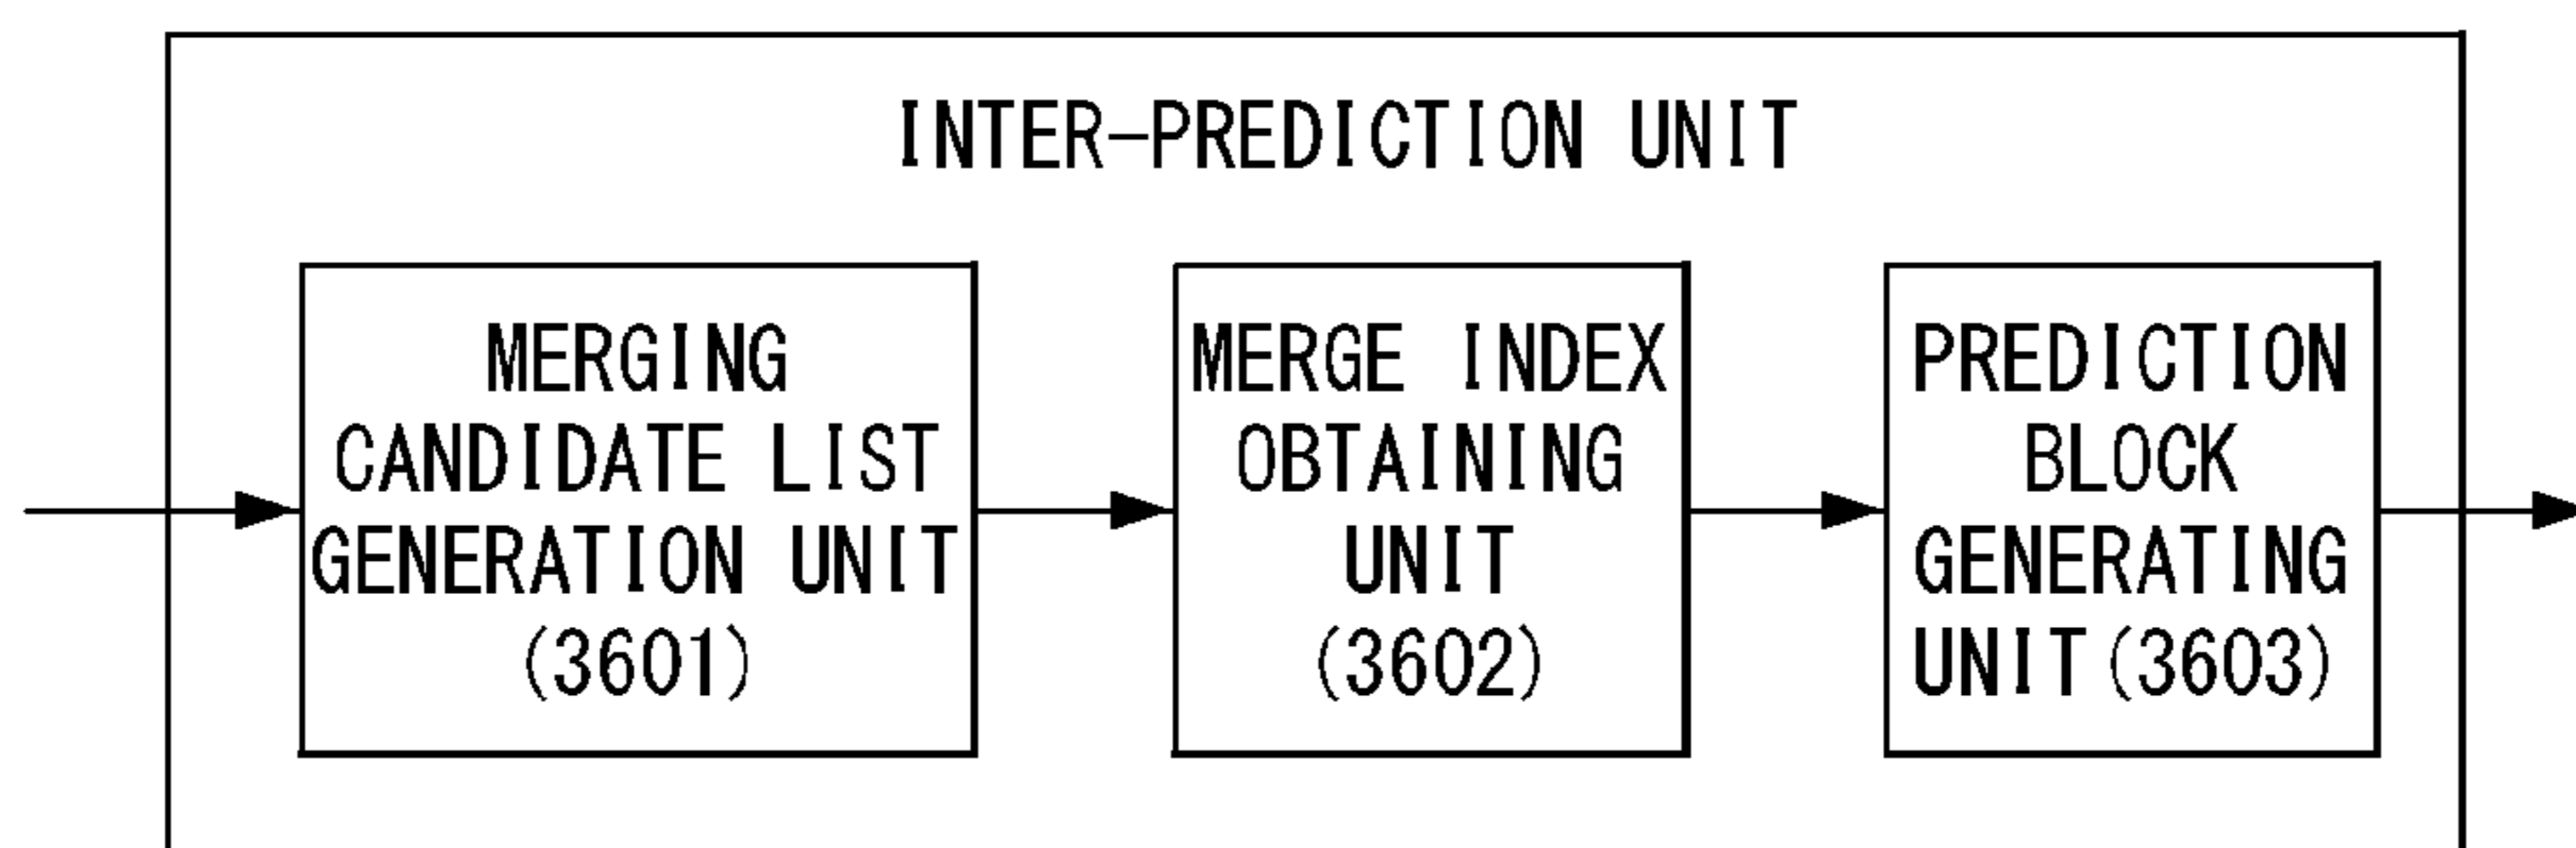 INTER-PREDICTION UNIT
MERGING
CANDIDATE LIST
GENERATION UNIT
(3601)
MERGE INDEX
OBTAINING
UNIT
(3602)
PREDICTION
BLOCK
GENERATING
UNIT(3603)